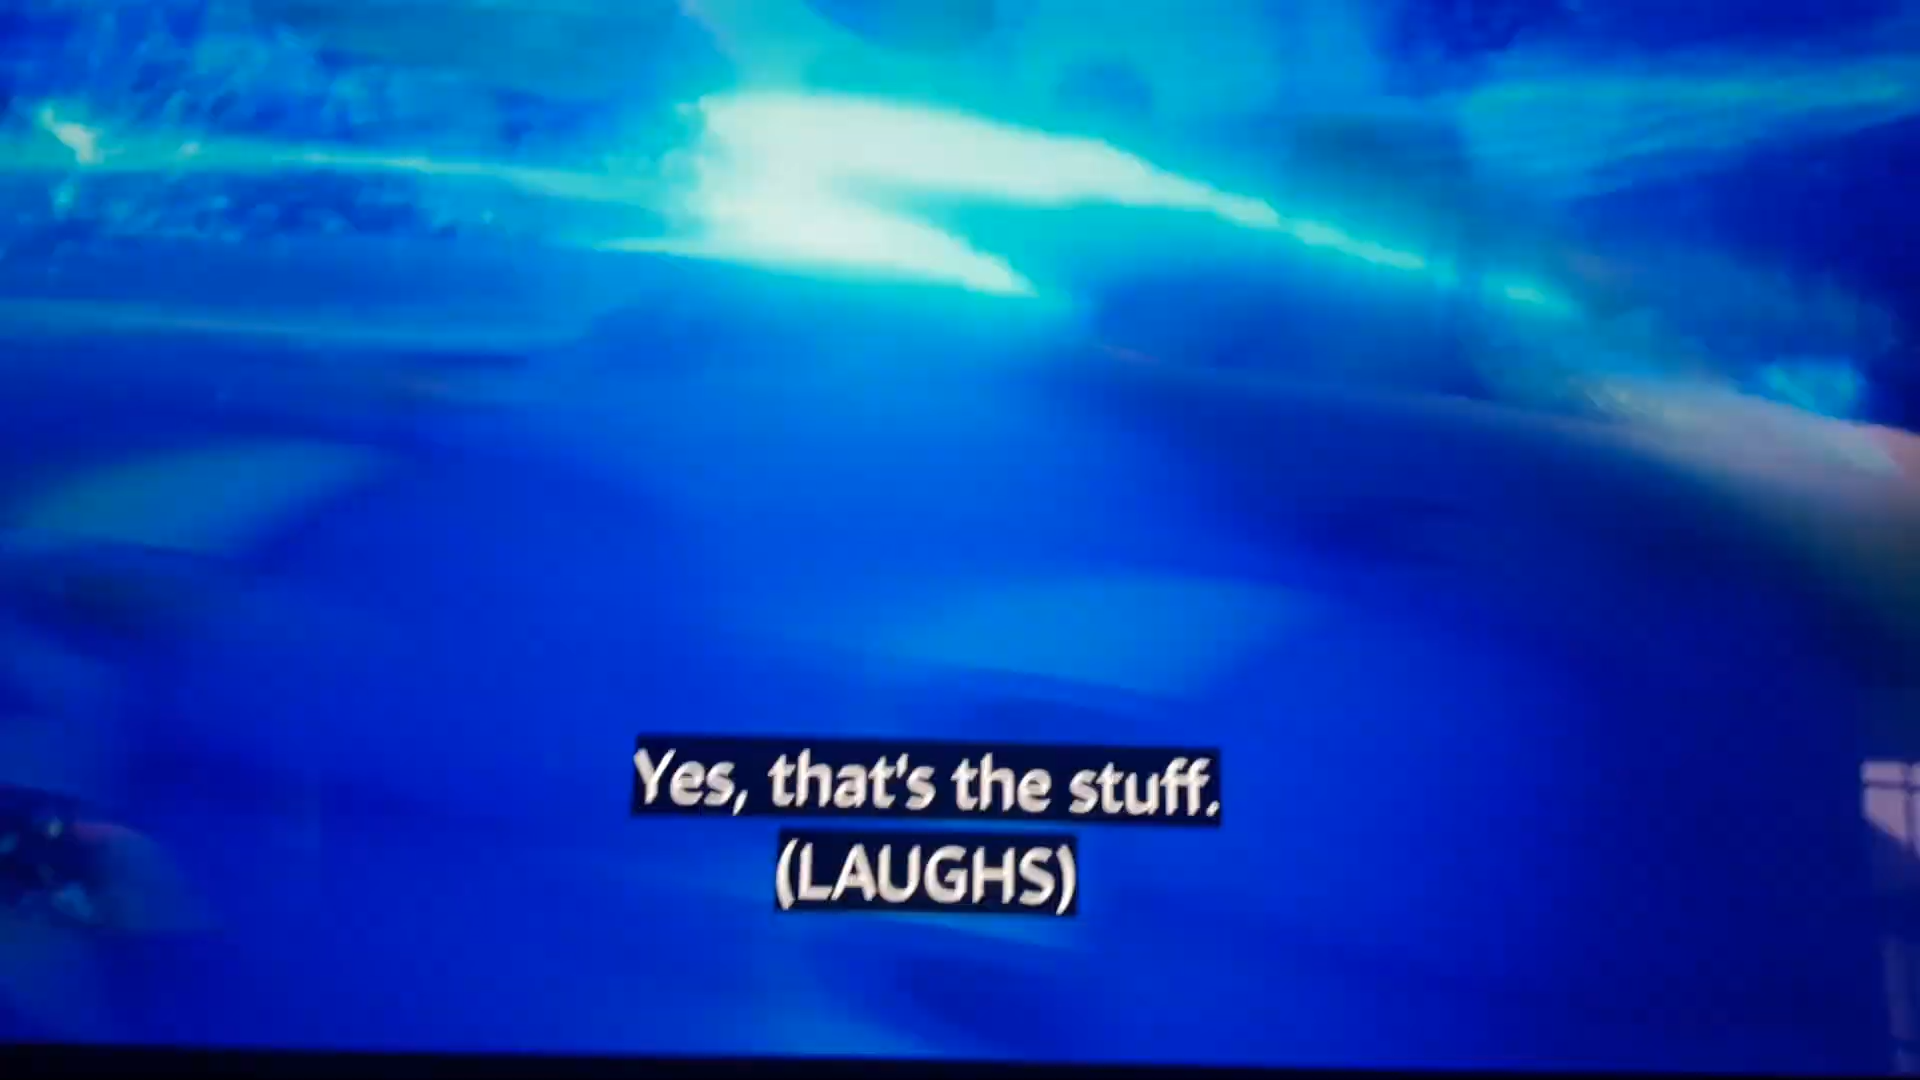 Yes, that's the stuff.
(LAUGHS)